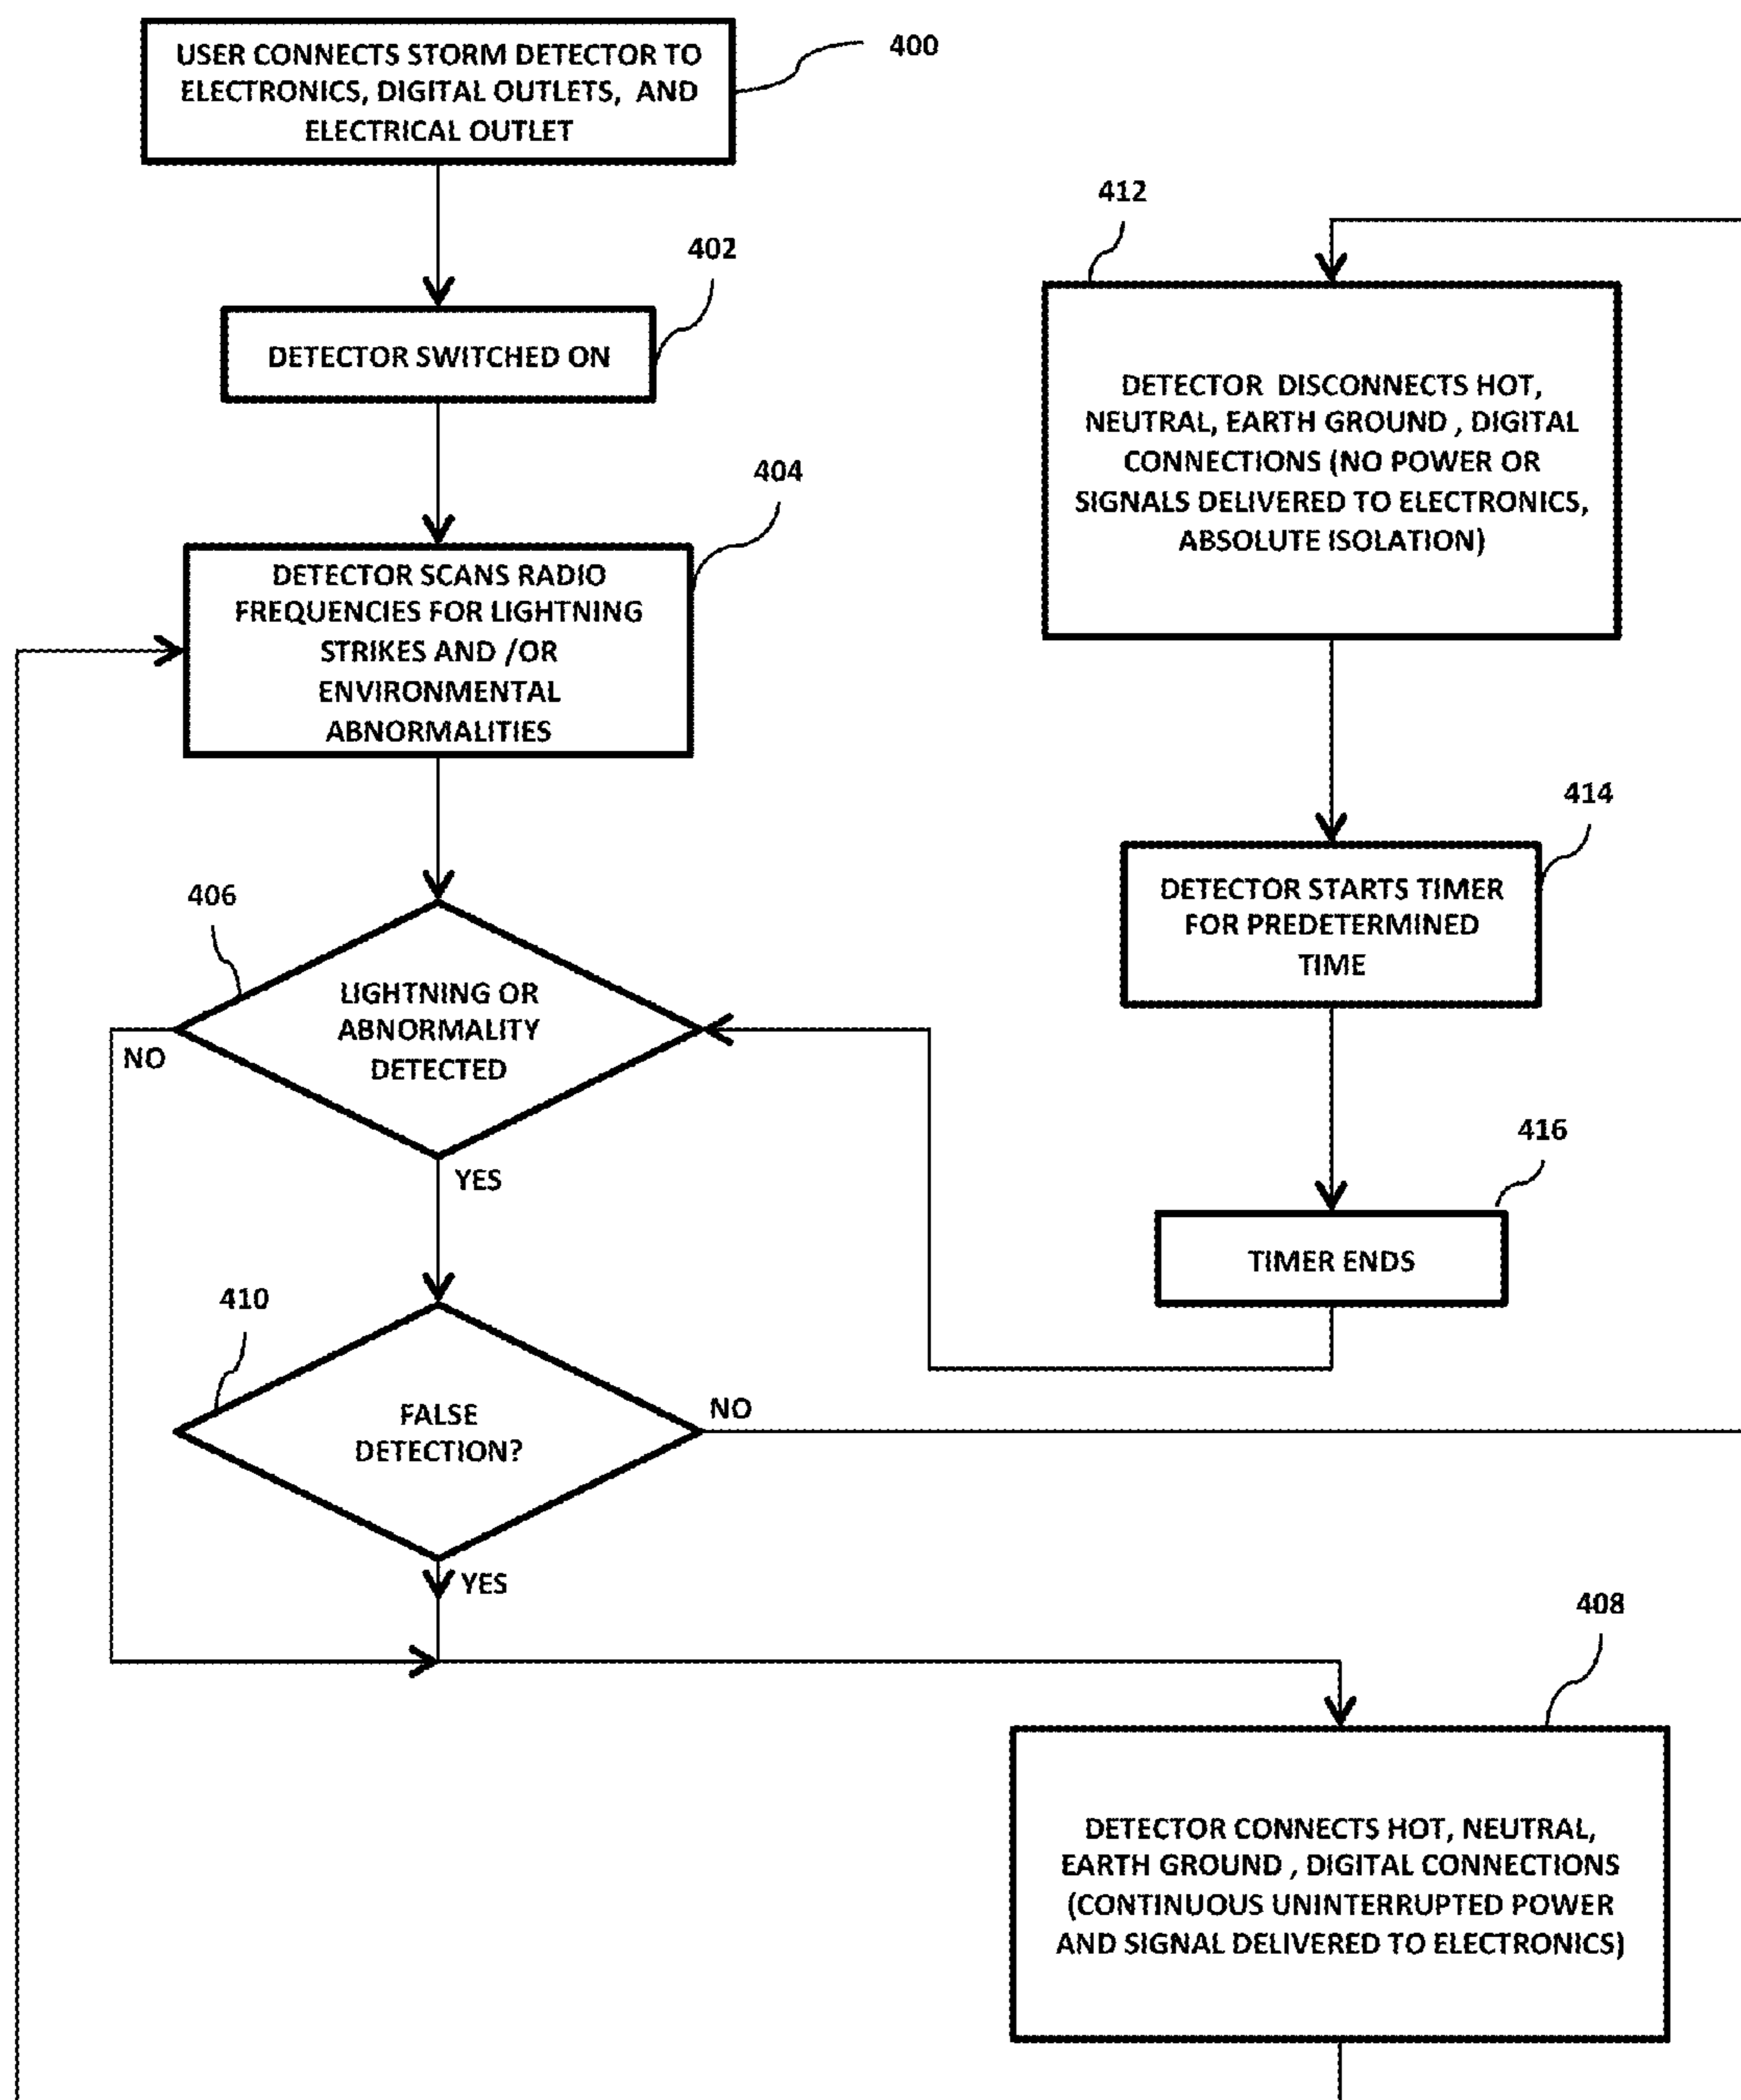 USER CONNECTS STORM DETECTOR TO
ELECTRONICS, DIGITAL OUTLETS, AND
ELECTRICAL OUTLET
400
402
DETECTOR SWITCHED ON
404
DETECTOR SCANS RADIO
FREQUENCIES FOR LIGHTNING
STRIKES AND /OR
ENVIRONMENTAL
ABNORMALITIES
406
LIGHTNING OR
ABNORMALITY
DETECTED
NO
YES
410
FALSE
DETECTION?
NO
YES
412
DETECTOR DISCONNECTS HOT,
NEUTRAL, EARTH GROUND , DIGITAL
CONNECTIONS (NO POWER OR
SIGNALS DELIVERED TO ELECTRONICS,
ABSOLUTE ISOLATION)
414
DETECTOR STARTS TIMER
FOR PREDETERMINED
TIME
416
TIMER ENDS
408
DETECTOR CONNECTS HOT, NEUTRAL,
EARTH GROUND , DIGITAL CONNECTIONS
(CONTINUOUS UNINTERRUPTED POWER
AND SIGNAL DELIVERED TO ELECTRONICS)